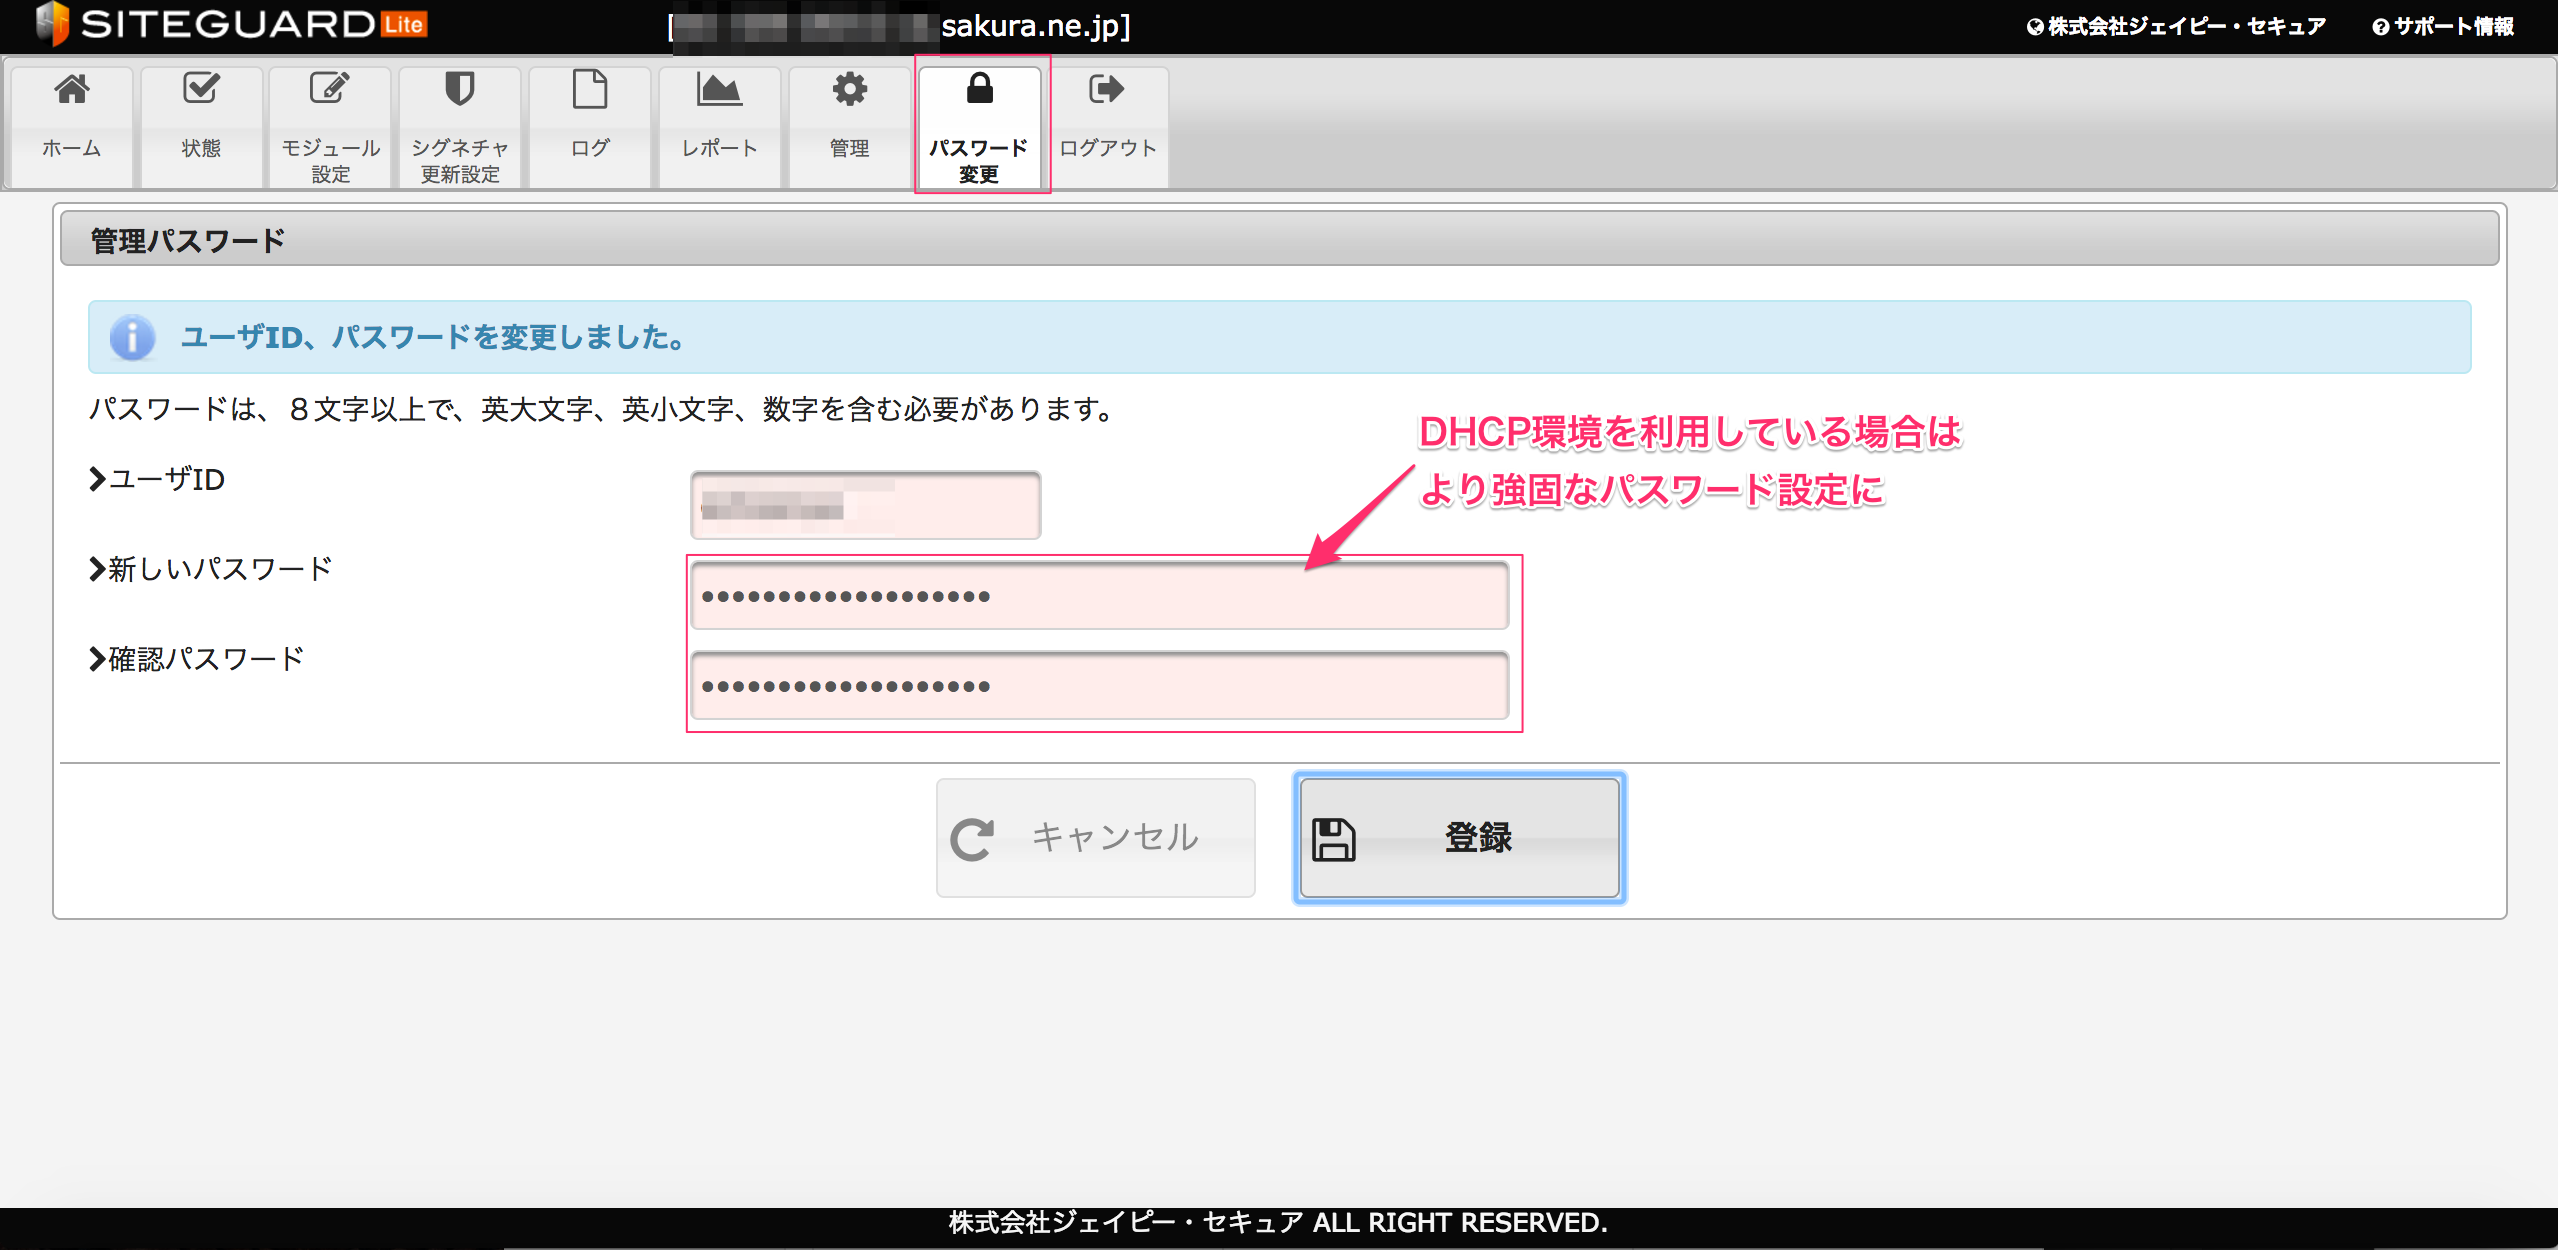 SITEGUARD Lite
sakura.ne.jp]
株式会社ジェイピー・セキュア
サポート情報
ホーム
状態
モジュール
設定
シグネチャ
更新設定
ログ
レポート
管理
パスワード
変更
ログアウト
管理パスワード
ユーザID、パスワードを変更しました。
パスワードは、８文字以上で、英大文字、英小文字、数字を含む必要があります。
DHCP環境を利用している場合は
より強固なパスワード設定に
ユーザID
新しいパスワード
•••••••••••••••••••
確認パスワード
•••••••••••••••••••
キャンセル
登録
株式会社ジェイピー・セキュア ALL RIGHT RESERVED.